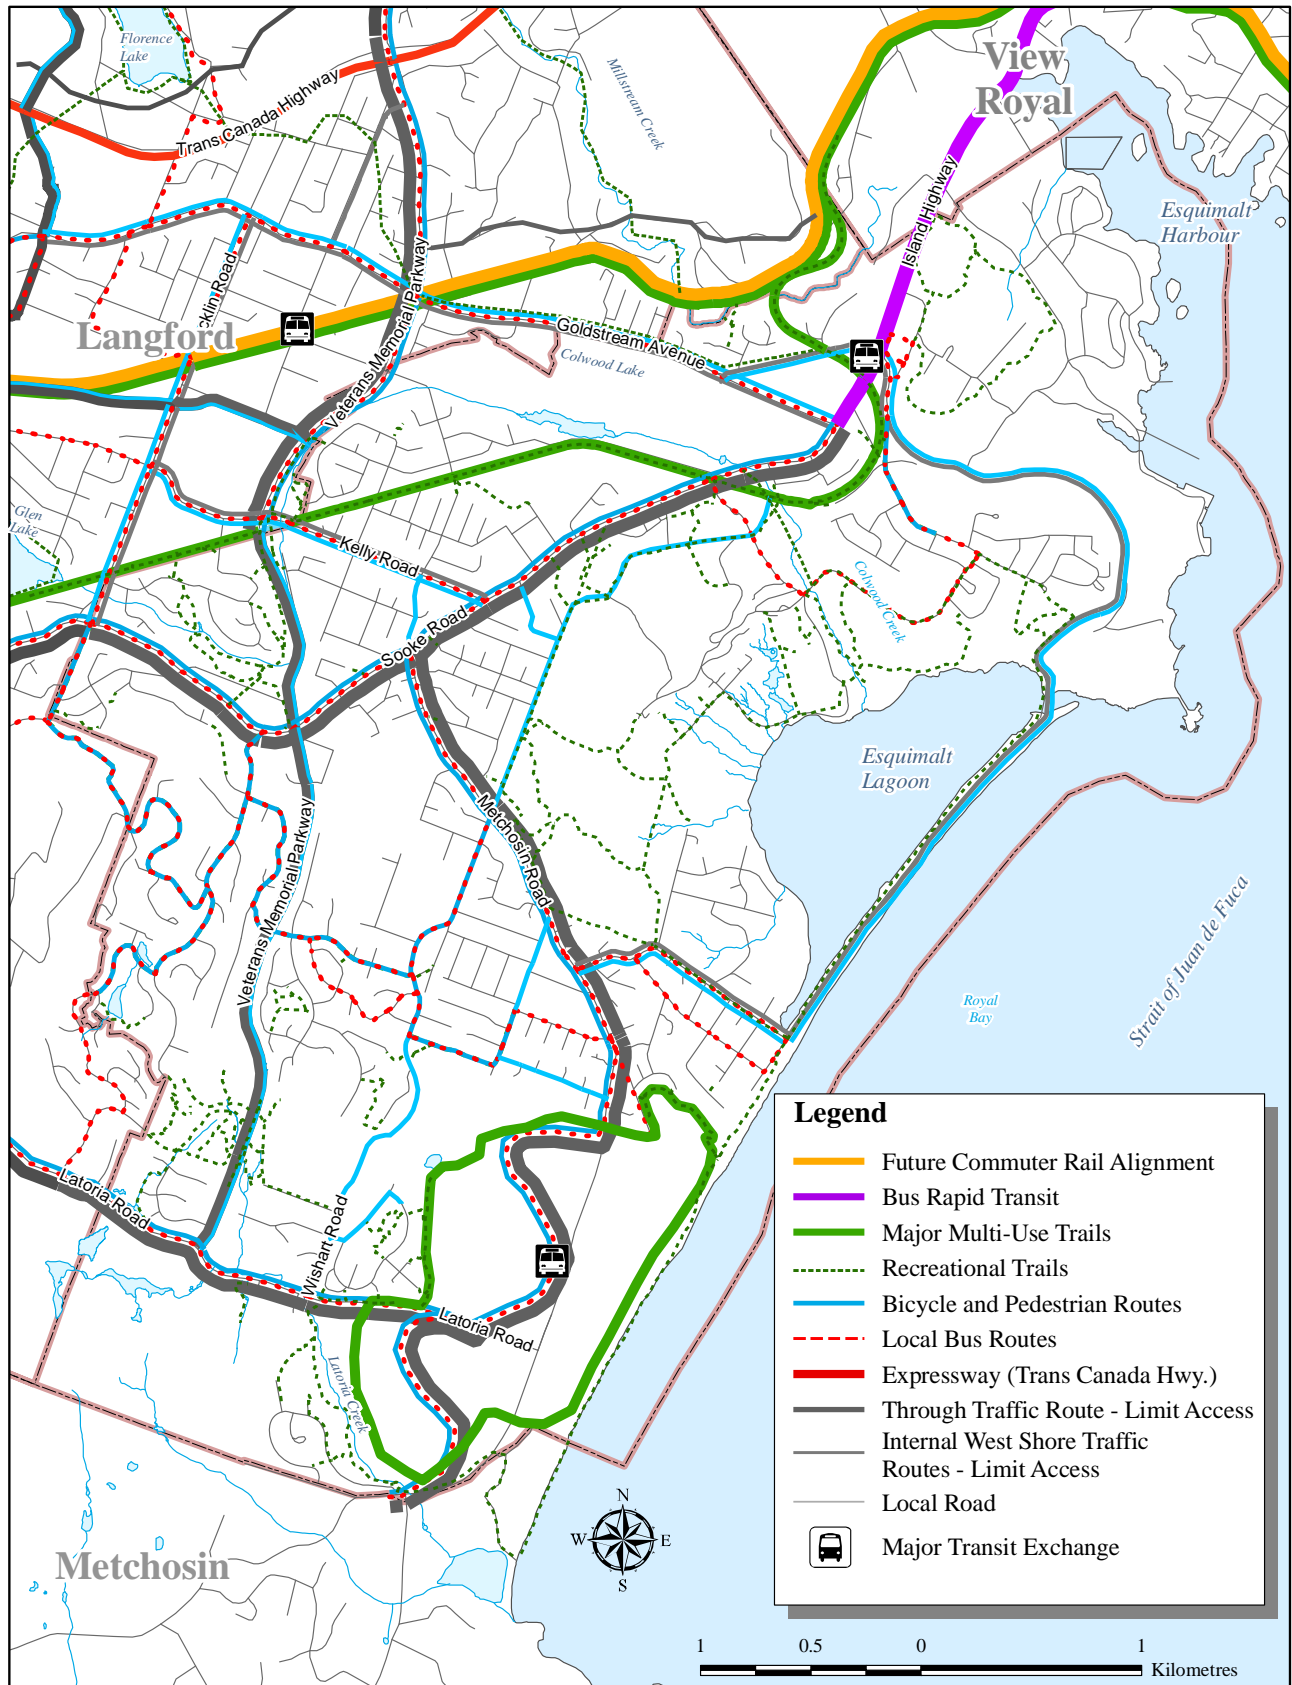 Florence
Lake
View
Royal
Millstream Creek
Trans Canada Highway
Island Highway
Esquimalt
Harbour
cklin Road
Langford
Veterans Memorial Parkway
Goldstream Avenue
Colwood Lake
Glen
Lake
Kelly Road
Colwood Creek
Sooke Road
Esquimalt
Lagoon
Metchosin Road
Veterans Memorial Parkway
Strait of Juan de Fuca
Royal
Bay
Latoria Road
Wishart Road
Latoria Road
Latoria Creek
Metchosin
N
W
E
S
Legend
Future Commuter Rail Alignment
Bus Rapid Transit
Major Multi-Use Trails
Recreational Trails
Bicycle and Pedestrian Routes
Local Bus Routes
Expressway (Trans Canada Hwy.)
Through Traffic Route - Limit Access
Internal West Shore Traffic
Routes - Limit Access
Local Road
Major Transit Exchange
1 0.5 0 1
Kilometres